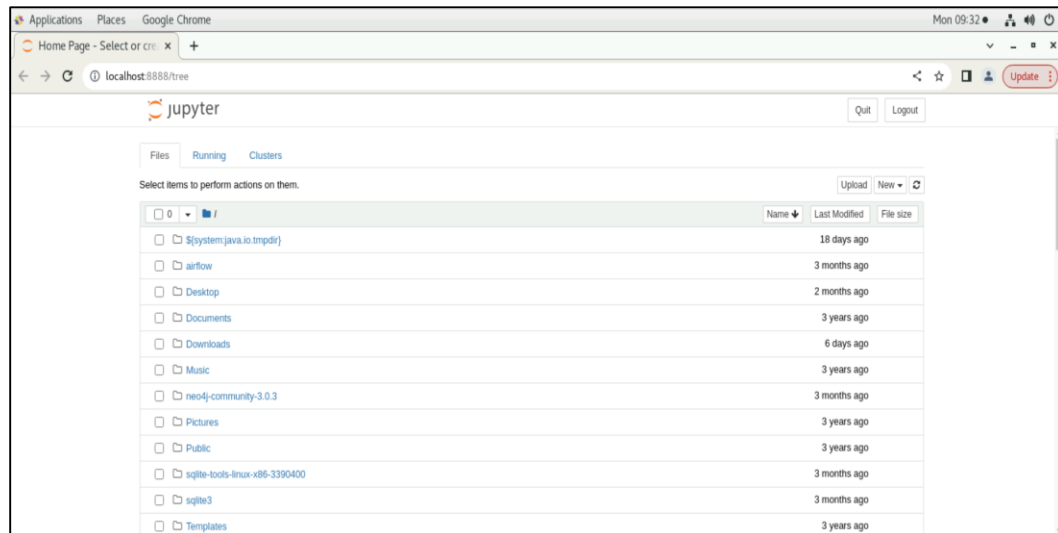 Applications Places Google Chrome Mon 09:32
Home Page - Select or cre
localhost:8888/tree Update
jupyter Quit Logout
Files Running Clusters
Select items to perform actions on them. Upload New
0 / Name Last Modified File size
${system:java.io.tmpdir} 18 days ago
airflow 3 months ago
Desktop 2 months ago
Documents 3 years ago
Downloads 6 days ago
Music 3 years ago
neo4j-community-3.0.3 3 months ago
Pictures 3 years ago
Public 3 years ago
sqlite-tools-linux-x86-3390400 3 months ago
sqlite3 3 months ago
Templates 3 years ago